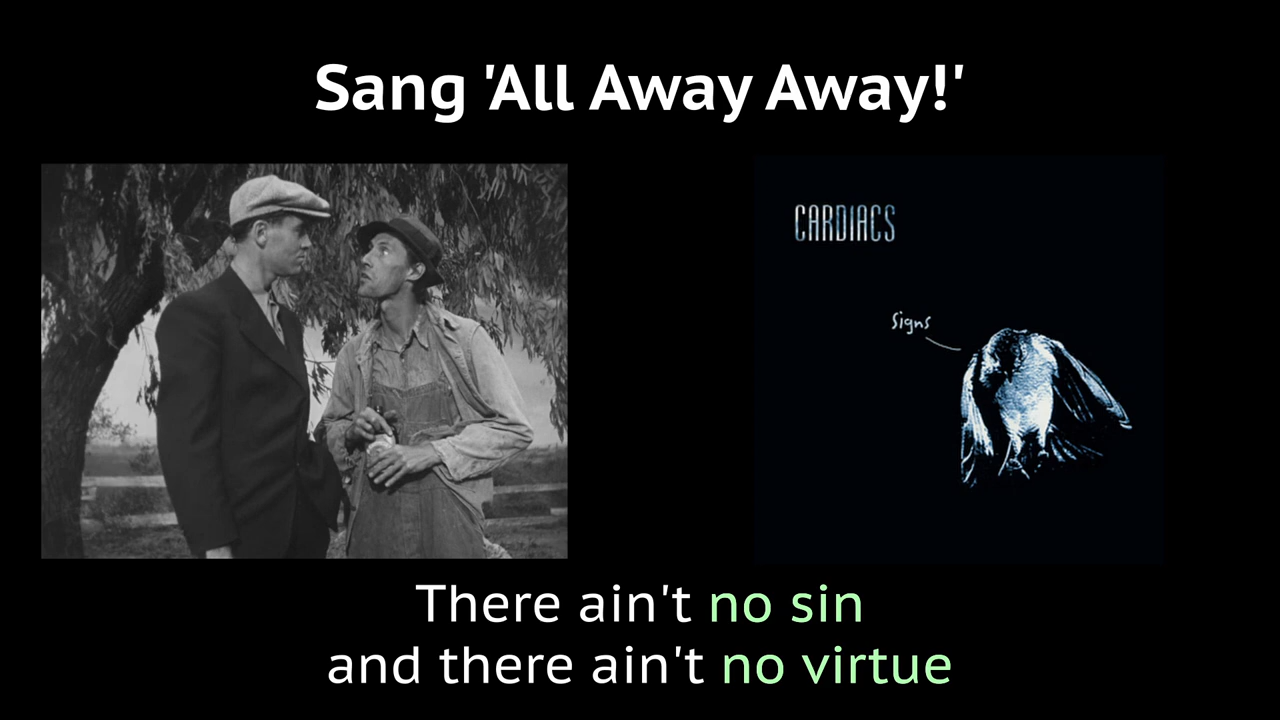 Sang 'All Away Away!'
CARDIACS
Signs
There ain't no sin
and there ain't no virtue